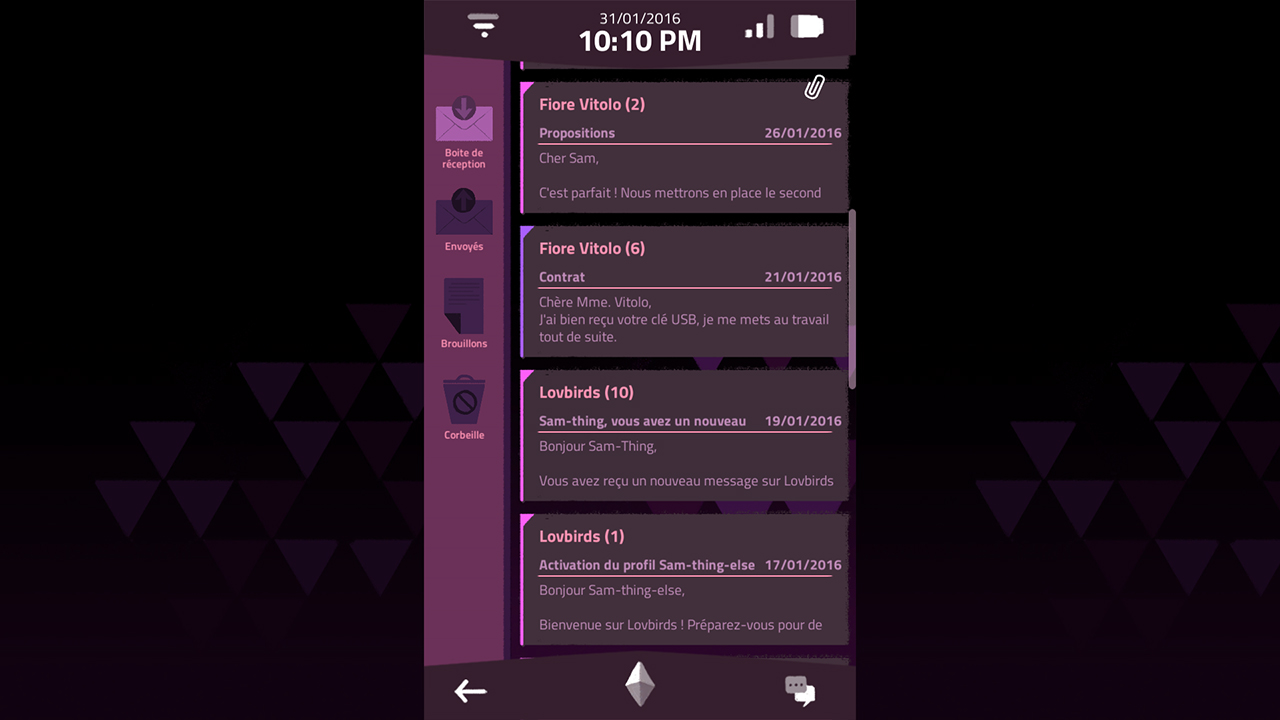 31/01/2016
10:10 PM
Boite de
réception
Envoyés
Brouillons
Corbeille
Fiore Vitolo (2)
Propositions 26/01/2016
Cher Sam,
C'est parfait ! Nous mettrons en place le second
Fiore Vitolo (6)
Contrat 21/01/2016
Chère Mme. Vitolo,
J'ai bien reçu votre clé USB, je me mets au travail
tout de suite.
Lovbirds (10)
Sam-thing, vous avez un nouveau 19/01/2016
Bonjour Sam-Thing,
Vous avez reçu un nouveau message sur Lovbirds
Lovbirds (1)
Activation du profil Sam-thing-else 17/01/2016
Bonjour Sam-thing-else,
Bienvenue sur Lovbirds ! Préparez-vous pour de